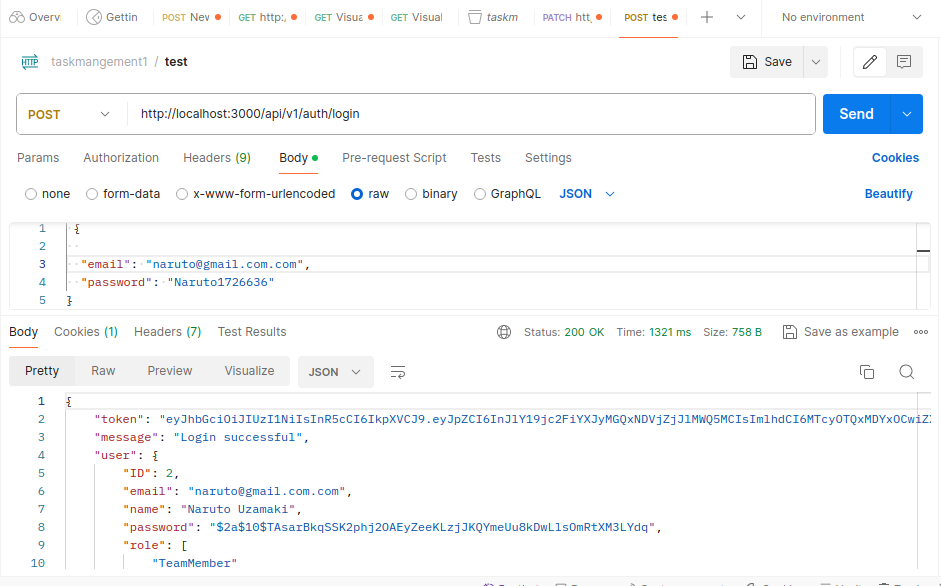 Overvi Gettin POST Nev GET http:, GET Visua GET Visual taskm PATCH htt, POST tes No environment
HTTP taskmangement1 / test Save
POST http://localhost:3000/api/v1/auth/login Send
Params Authorization Headers (9) Body Pre-request Script Tests Settings Cookies
none form-data x-www-form-urlencoded raw binary GraphQL JSON Beautify
1 {
2
3 "email": "naruto@gmail.com.com",
4 "password": "Naruto1726636"
5 }
Body Cookies (1) Headers (7) Test Results Status: 200 OK Time: 1321 ms Size: 758 B Save as example
Pretty Raw Preview Visualize JSON
1 {
2 "token": "eyJhbGciOiJIUzI1NiIsInR5cCI6IkpXVCJ9.eyJpZCI6InJlY19jc2FiYXJyMGQxNDVjZjJlMWQ5MCIsImlhdCI6MTcyOTQxMDYxOCwiZ
3 "message": "Login successful",
4 "user": {
5 "ID": 2,
6 "email": "naruto@gmail.com.com",
7 "name": "Naruto Uzamaki",
8 "password": "$2a$10$TAsarBkqSSK2phj2OAEyZeeKLzjJKQYmeUu8kDwLlsOmRtXM3LYdq",
9 "role": [
10 "TeamMember"